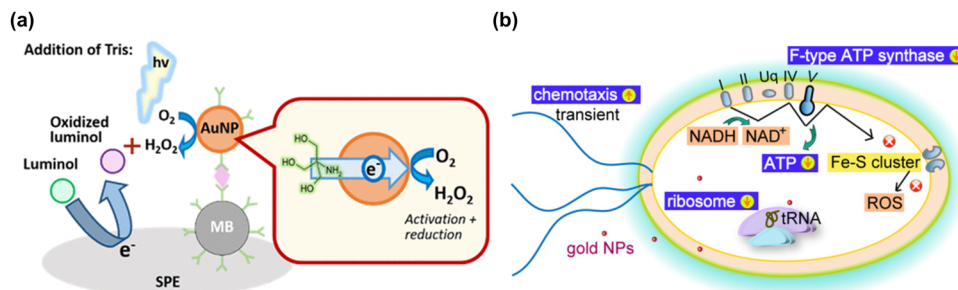 (a)
Addition of Tris:
hν
Oxidized
luminol
Luminol
+
O₂
H₂O₂
AuNP
MB
e⁻
SPE
HO
HO
HO
NH₂
e⁻
O₂
H₂O₂
Activation +
reduction
(b)
F-type ATP synthase
I II Uq IV V
chemotaxis
transient
NADH NAD⁺
ATP
Fe-S cluster
ROS
ribosome
tRNA
gold NPs